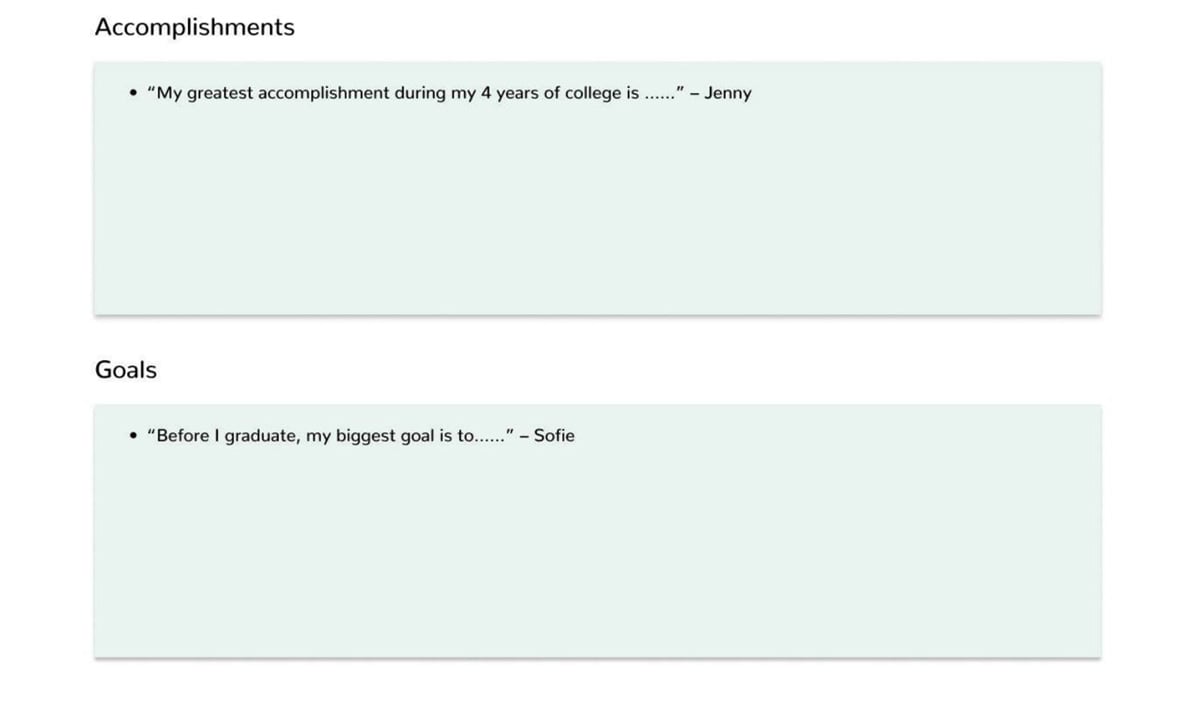 Accomplishments
• “My greatest accomplishment during my 4 years of college is ......” – Jenny
Goals
• “Before I graduate, my biggest goal is to......” – Sofie